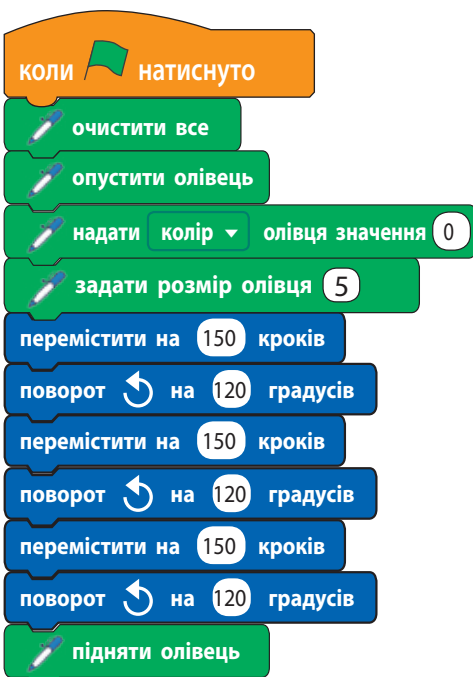 коли натиснуто
очистити все
опустити олівець
надати колір олівця значення 0
задати розмір олівця 5
перемістити на 150 кроків
поворот на 120 градусів
перемістити на 150 кроків
поворот на 120 градусів
перемістити на 150 кроків
поворот на 120 градусів
підняти олівець